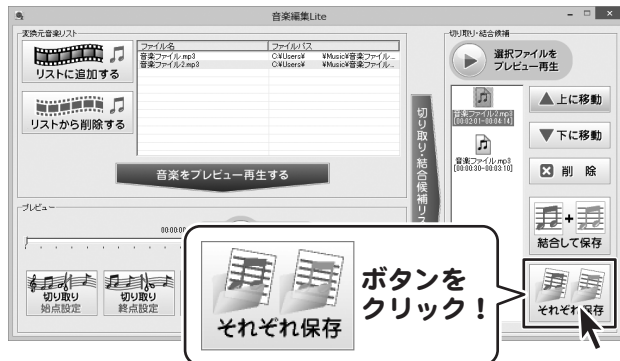 音楽編集Lite
変換元音楽リスト
リストに追加する
リストから削除する
ファイル名
ファイルパス
音楽ファイル.mp3
C:¥Users¥ ¥Music¥音楽ファイル...
音楽ファイル2.mp3
C:¥Users¥ ¥Music¥音楽ファイル...
音楽をプレビュー再生する
プレビュー
00:00:0
切り取り
始点設定
切り取り
終点設定
切り取り・結合候補リス
切り取り・結合候補
選択ファイルを
プレビュー再生
音楽ファイル2.mp3
[00:02:01-00:04:14]
音楽ファイル.mp3
[00:00:30-00:03:10]
上に移動
下に移動
削 除
結合して保存
それぞれ保存
それぞれ保存
ボタンを
クリック！